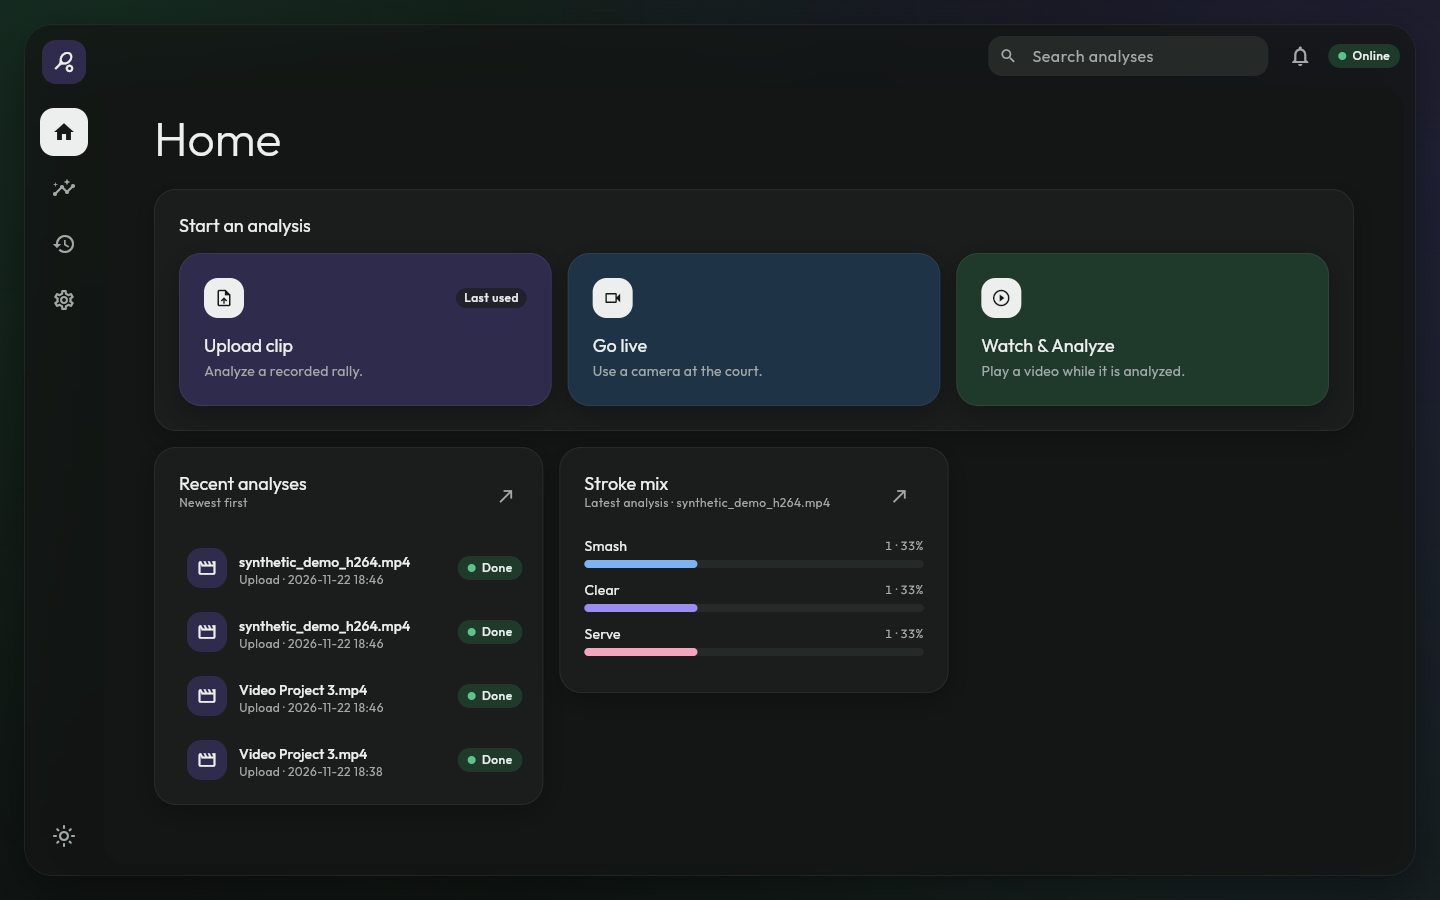 Search analyses
Online
Home
Start an analysis
Last used
Upload clip
Analyze a recorded rally.
Go live
Use a camera at the court.
Watch & Analyze
Play a video while it is analyzed.
Recent analyses
Newest first
synthetic_demo_h264.mp4
Upload · 2026-11-22 18:46
Done
synthetic_demo_h264.mp4
Upload · 2026-11-22 18:46
Done
Video Project 3.mp4
Upload · 2026-11-22 18:46
Done
Video Project 3.mp4
Upload · 2026-11-22 18:38
Done
Stroke mix
Latest analysis · synthetic_demo_h264.mp4
Smash 1 · 33%
Clear 1 · 33%
Serve 1 · 33%